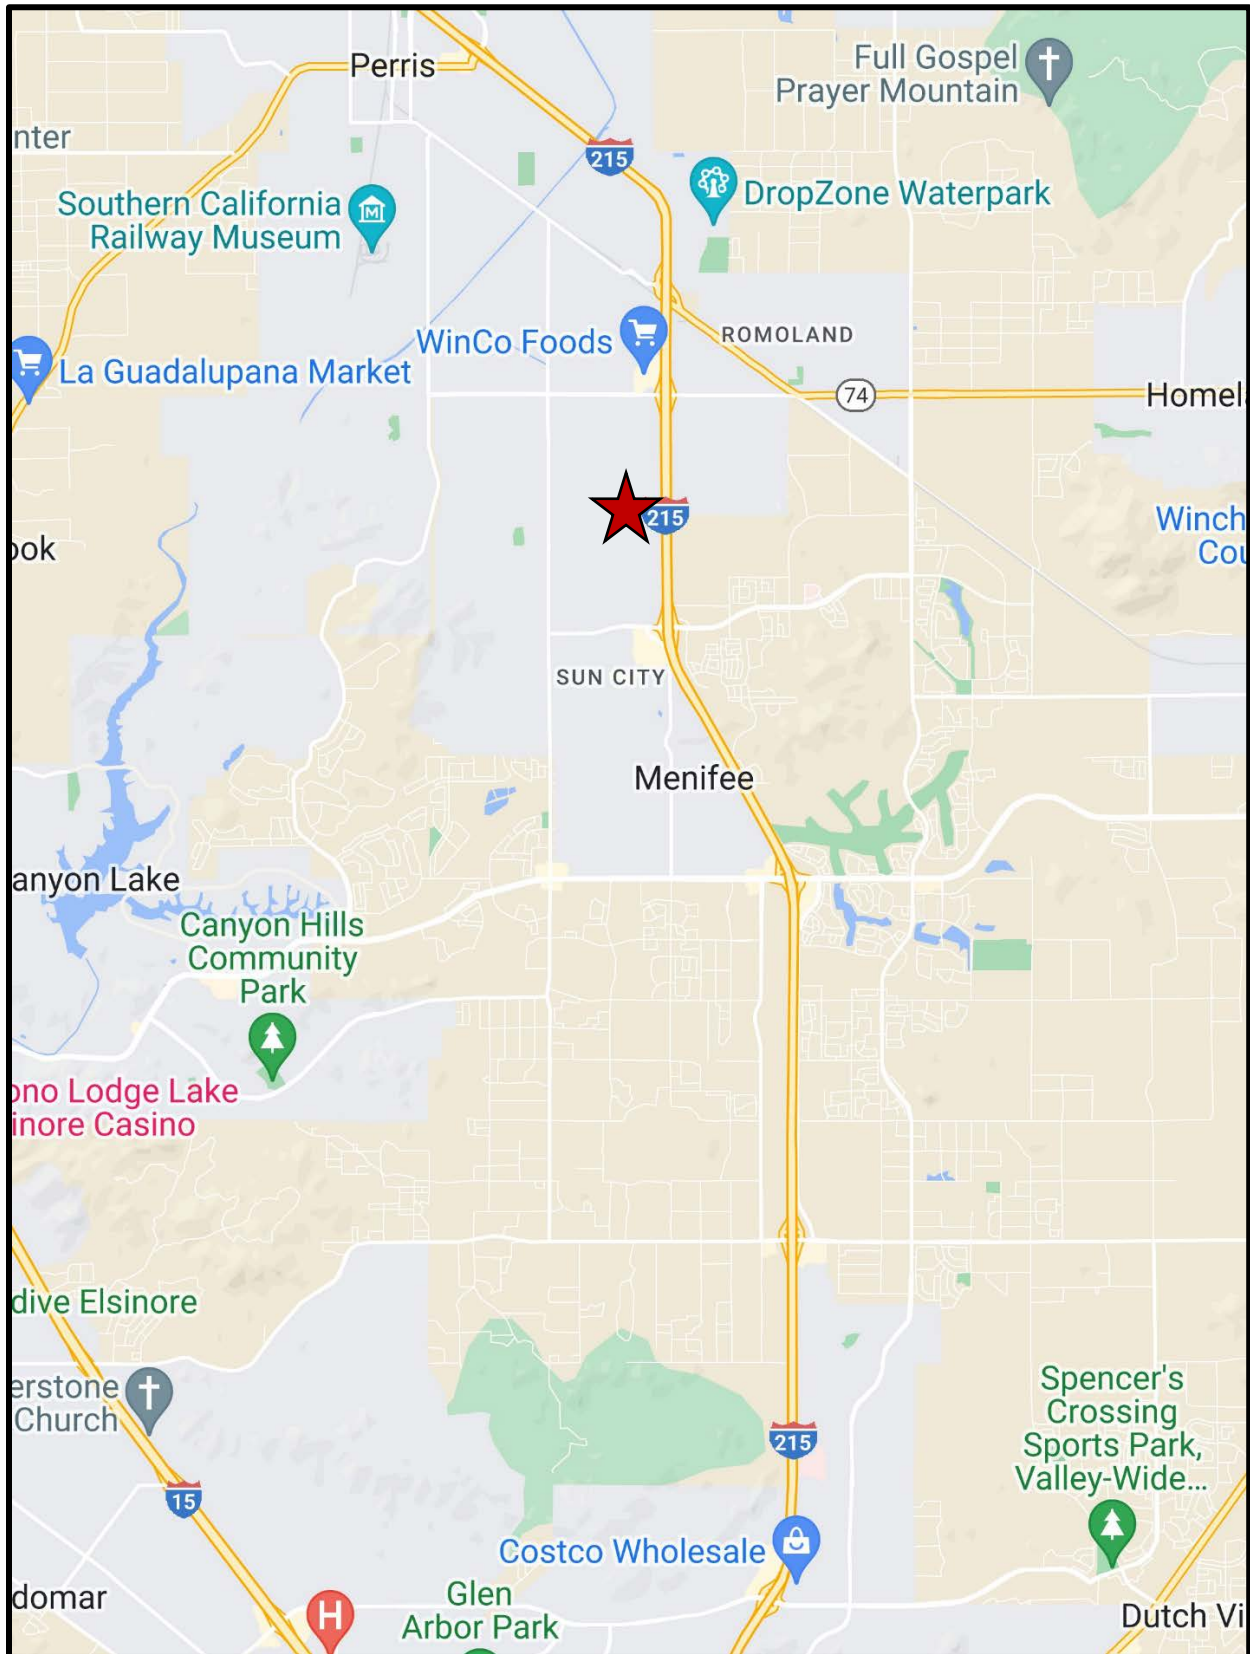 Perris
Full Gospel
Prayer Mountain
nter
215
DropZone Waterpark
Southern California
Railway Museum
M
WinCo Foods
ROMOLAND
La Guadalupana Market
74
Homel
215
Winch
Cou
ook
SUN CITY
Menifee
anyon Lake
Canyon Hills
Community
Park
ono Lodge Lake
inore Casino
dive Elsinore
erstone
Church
Spencer's
Crossing
Sports Park,
Valley-Wide...
215
15
Costco Wholesale
domar
H
Glen
Arbor Park
Dutch Vi